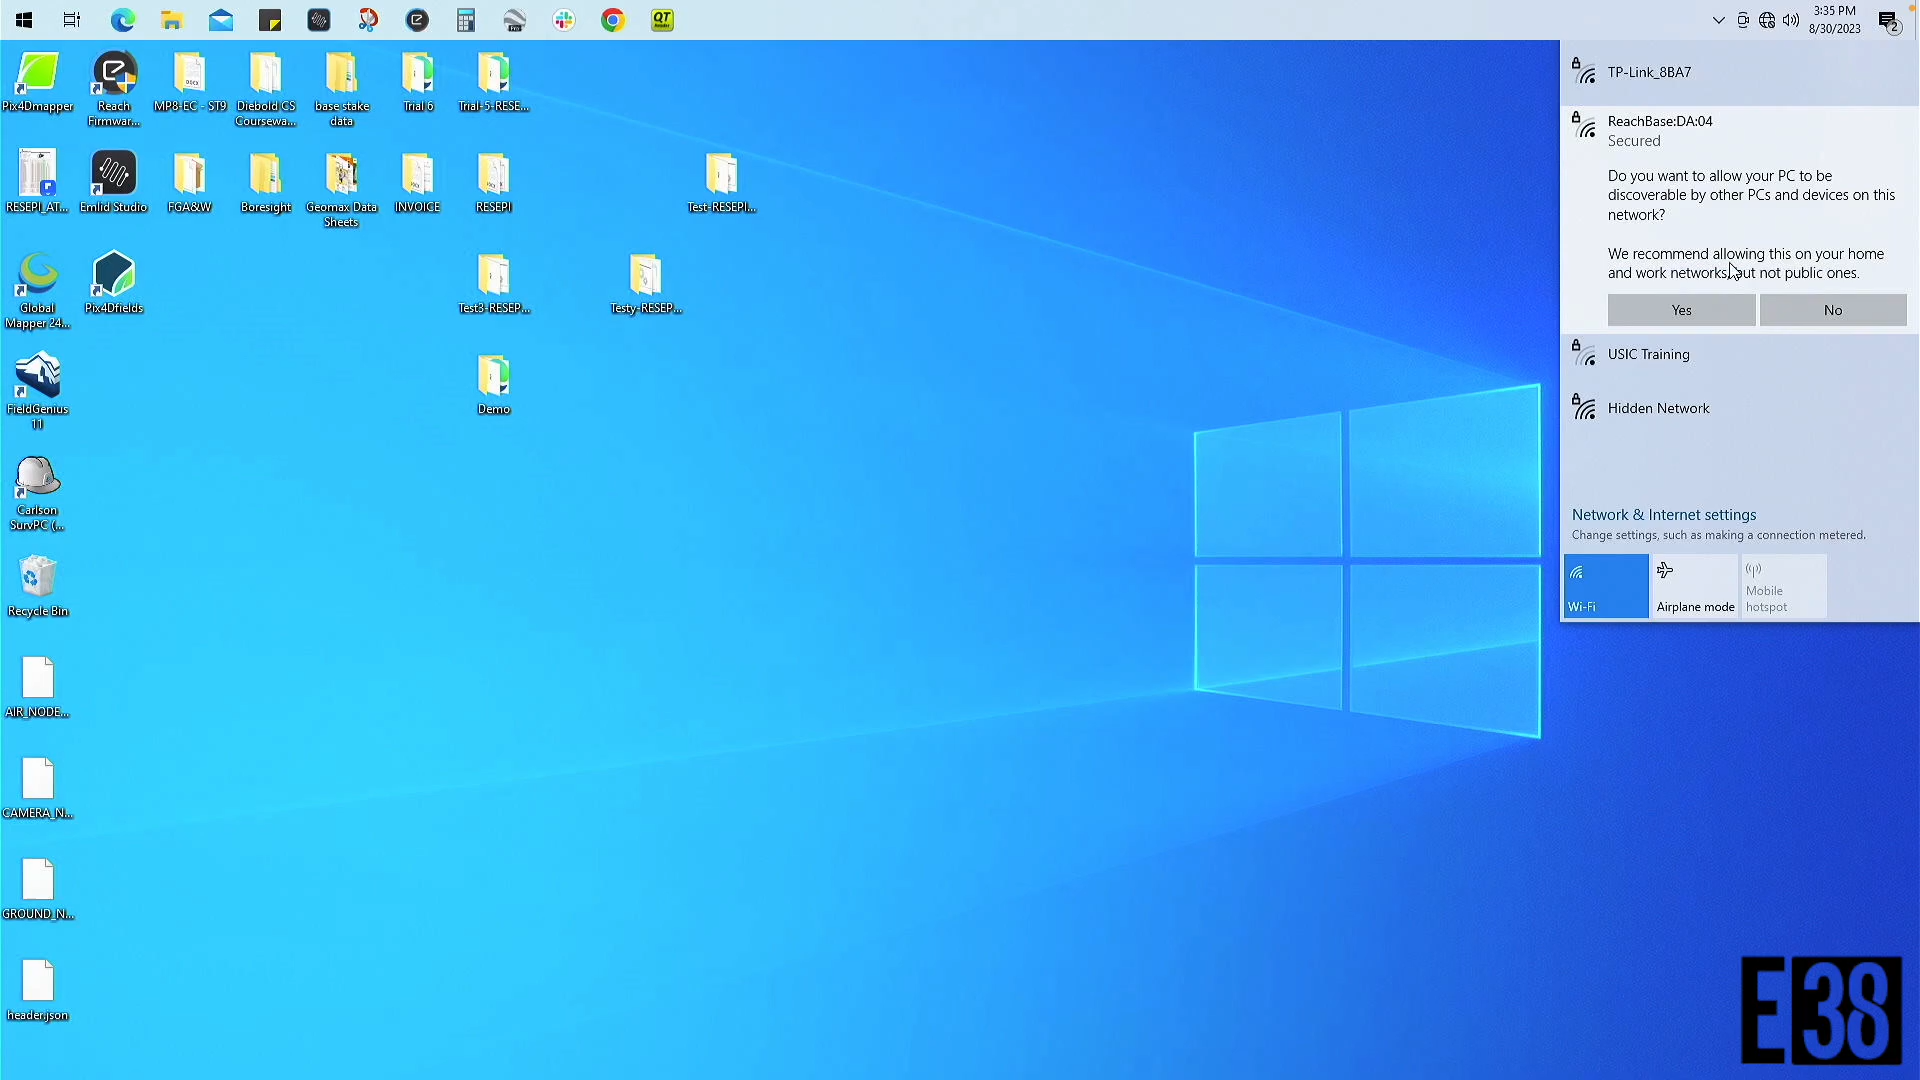 3:35 PM
8/30/2023
2
QT
Pix4Dmapper
Reach
Firmwar...
MP8-EC - ST9
Diebold CS
Coursewa...
base stake
data
Trial 6
Trial-5-RESE...
RESEPI_AT...
Emlid Studio
FGA&W
Boresight
Geomax Data
Sheets
INVOICE
RESEPI
Test-RESEPI...
Global
Mapper 24...
Pix4Dfields
Test3-RESEP...
Testy-RESEP...
FieldGenius
11
Demo
Carlson
SurvPC (...
Recycle Bin
AIR_NODE...
CAMERA_N...
GROUND_N...
header.json
TP-Link_8BA7
ReachBase:DA:04
Secured
Do you want to allow your PC to be
discoverable by other PCs and devices on this
network?
We recommend allowing this on your home
and work networks, but not public ones.
Yes
No
USIC Training
Hidden Network
Network & Internet settings
Change settings, such as making a connection metered.
Wi-Fi
Airplane mode
Mobile
hotspot
E38